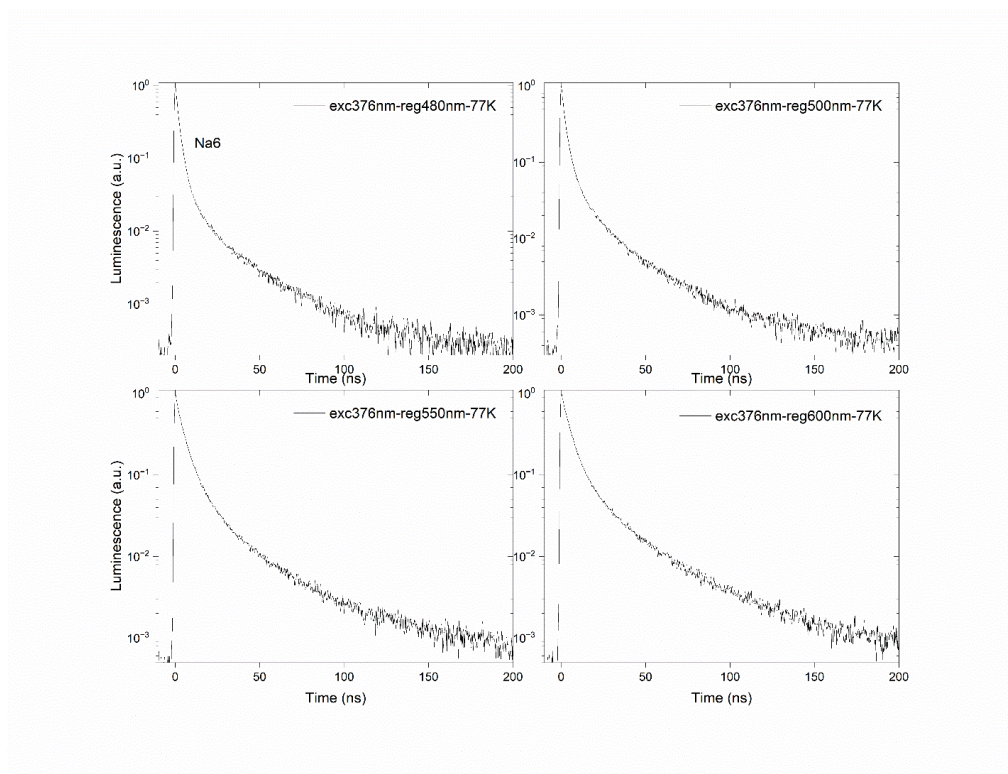 10⁰
exc376nm-reg480nm-77K
Na6
10⁻¹
10⁻²
10⁻³
Luminescence (a.u.)
0 50 100 150 200
Time (ns)
10⁰
exc376nm-reg500nm-77K
10⁻¹
10⁻²
10⁻³
0 50 100 150 200
Time (ns)
10⁰
exc376nm-reg550nm-77K
10⁻¹
10⁻²
10⁻³
Luminescence (a.u.)
0 50 100 150 200
Time (ns)
10⁰
exc376nm-reg600nm-77K
10⁻¹
10⁻²
10⁻³
0 50 100 150 200
Time (ns)